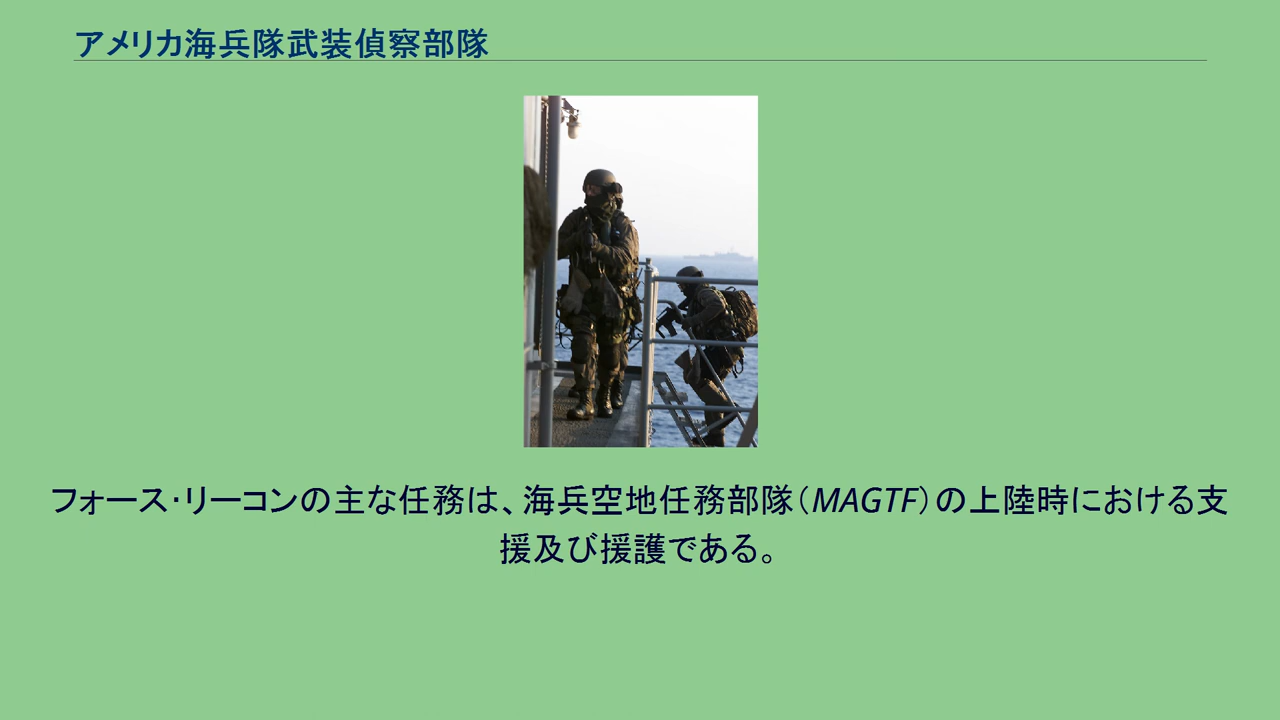 アメリカ海兵隊武装偵察部隊
フォース･リーコンの主な任務は､海兵空地任務部隊（MAGTF）の上陸時における支
援及び援護である｡